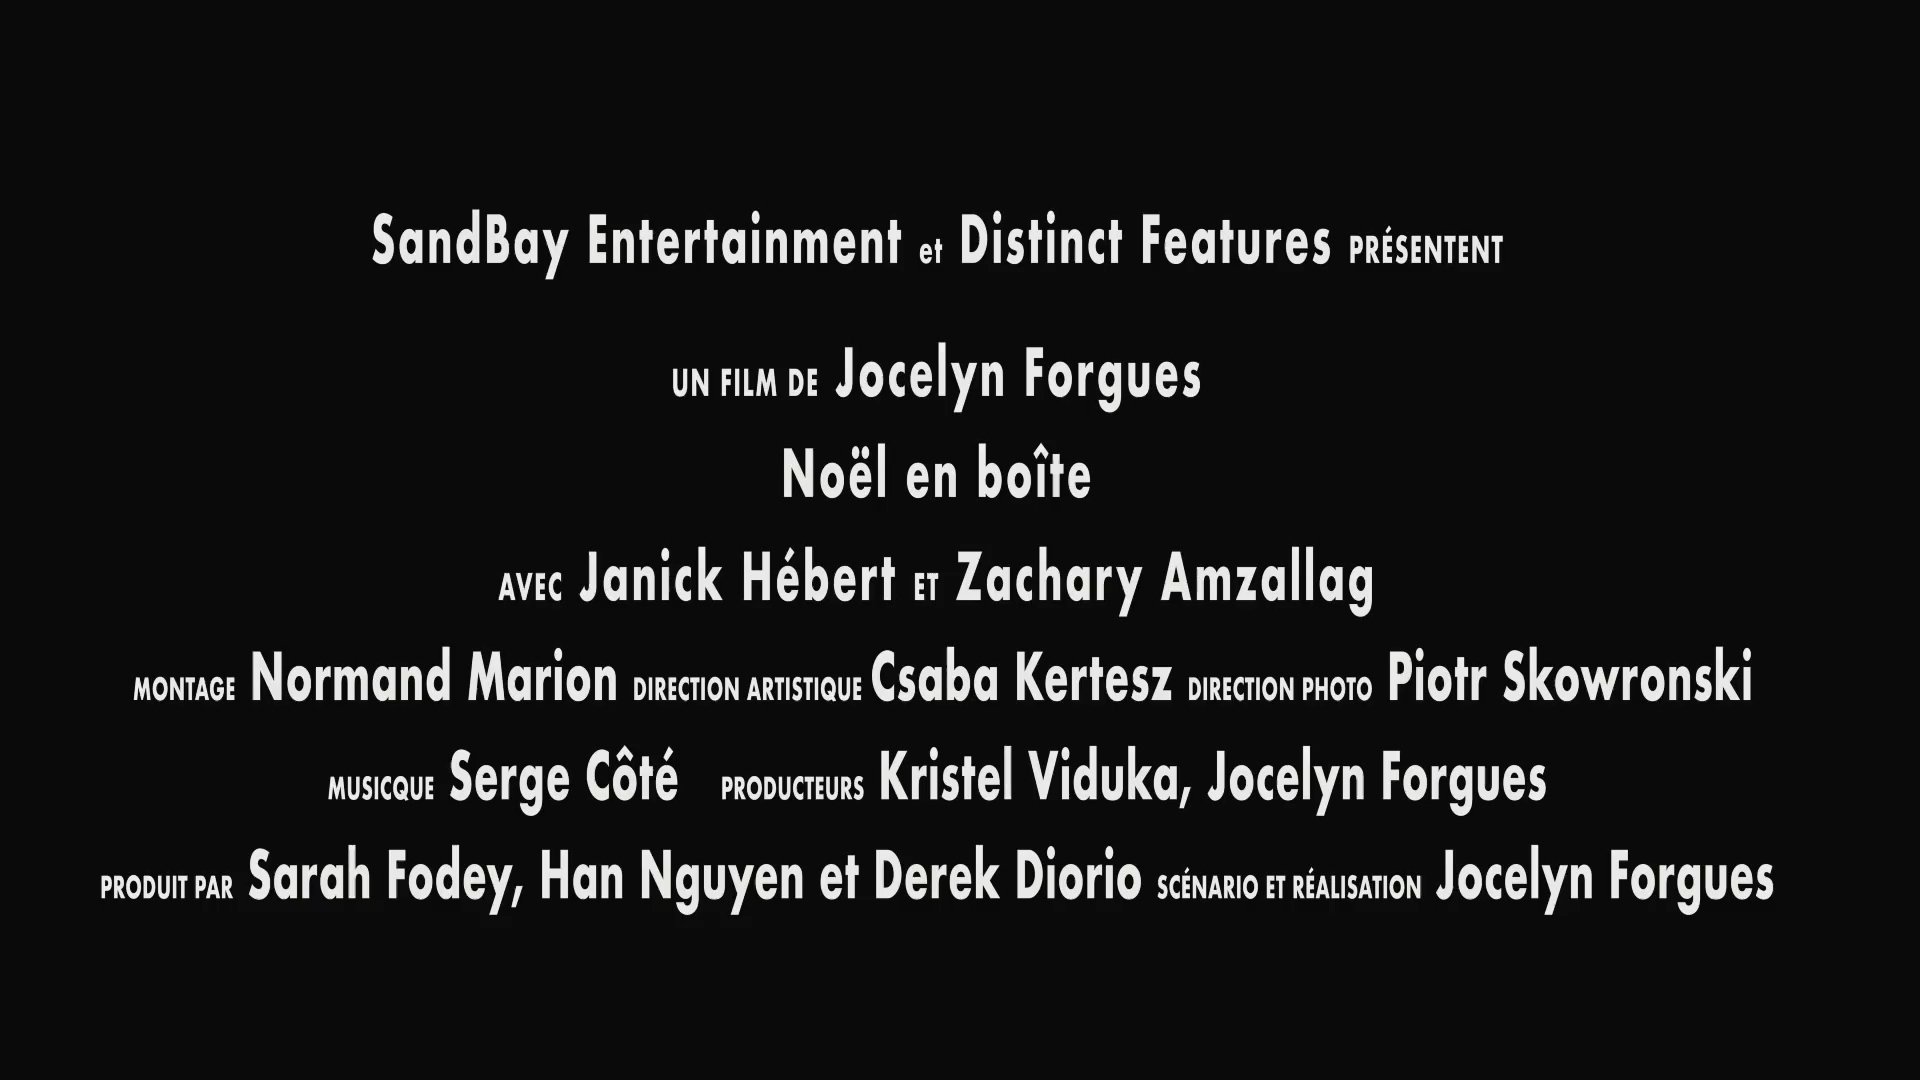 SandBay Entertainment et Distinct Features PRÉSENTENT
UN FILM DE Jocelyn Forgues
Noël en boîte
AVEC Janick Hébert ET Zachary Amzallag
MONTAGE Normand Marion DIRECTION ARTISTIQUE Csaba Kertesz DIRECTION PHOTO Piotr Skowronski
MUSICQUE Serge Côté PRODUCTEURS Kristel Viduka, Jocelyn Forgues
PRODUIT PAR Sarah Fodey, Han Nguyen et Derek Diorio SCÉNARIO ET RÉALISATION Jocelyn Forgues